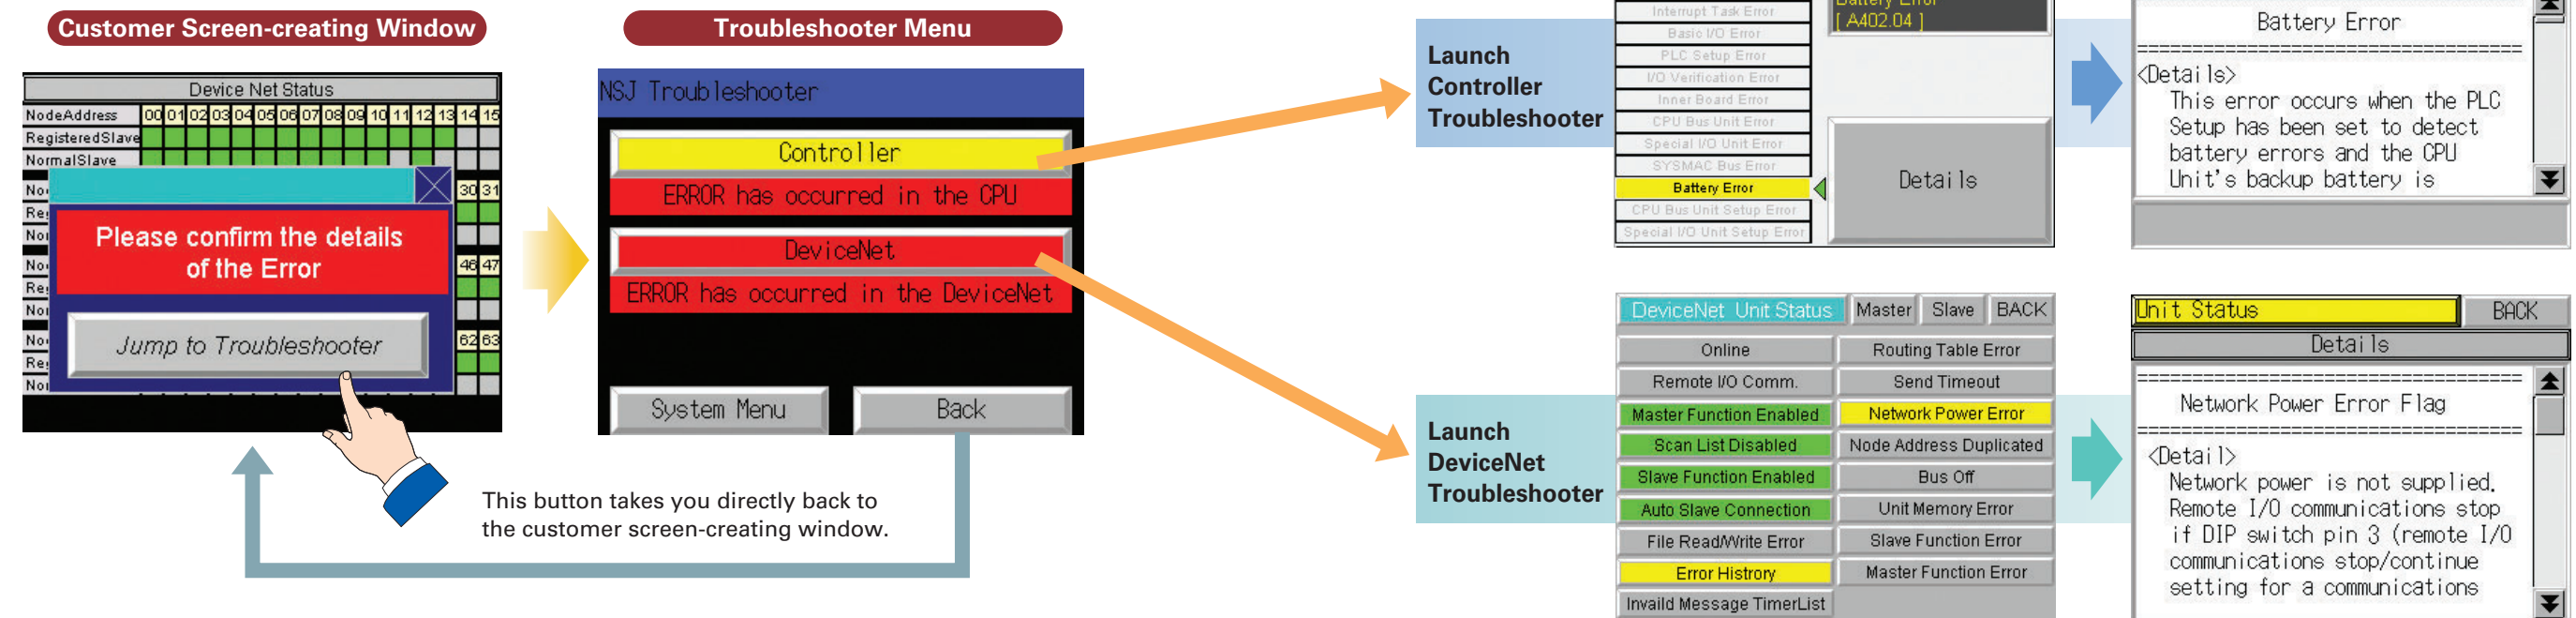 Customer Screen-creating Window
Device Net Status
NodeAddress 00 01 02 03 04 05 06 07 08 09 10 11 12 13 14 15
RegisteredSlave
NormalSlave
30 31
46 47
62 63
Please confirm the details
of the Error
Jump to Troubleshooter
Troubleshooter Menu
NSJ Troubleshooter
Controller
ERROR has occurred in the CPU
DeviceNet
ERROR has occurred in the DeviceNet
System Menu
Back
This button takes you directly back to
the customer screen-creating window.
Launch
Controller
Troubleshooter
Interrupt Task Error
Basic I/O Error
PLC Setup Error
I/O Verification Error
Inner Board Error
CPU Bus Unit Error
Special I/O Unit Error
SYSMAC Bus Error
Battery Error
CPU Bus Unit Setup Error
Special I/O Unit Setup Error
Battery Error
[ A402.04 ]
Details
Battery Error
<Details>
This error occurs when the PLC
Setup has been set to detect
battery errors and the CPU
Unit's backup battery is
Launch
DeviceNet
Troubleshooter
DeviceNet Unit Status Master Slave BACK
Online Routing Table Error
Remote I/O Comm. Send Timeout
Master Function Enabled Network Power Error
Scan List Disabled Node Address Duplicated
Slave Function Enabled Bus Off
Auto Slave Connection Unit Memory Error
File Read/Write Error Slave Function Error
Error Histrory Master Function Error
Invaild Message TimerList
Unit Status BACK
Details
Network Power Error Flag
<Detail>
Network power is not supplied.
Remote I/O communications stop
if DIP switch pin 3 (remote I/O
communications stop/continue
setting for a communications